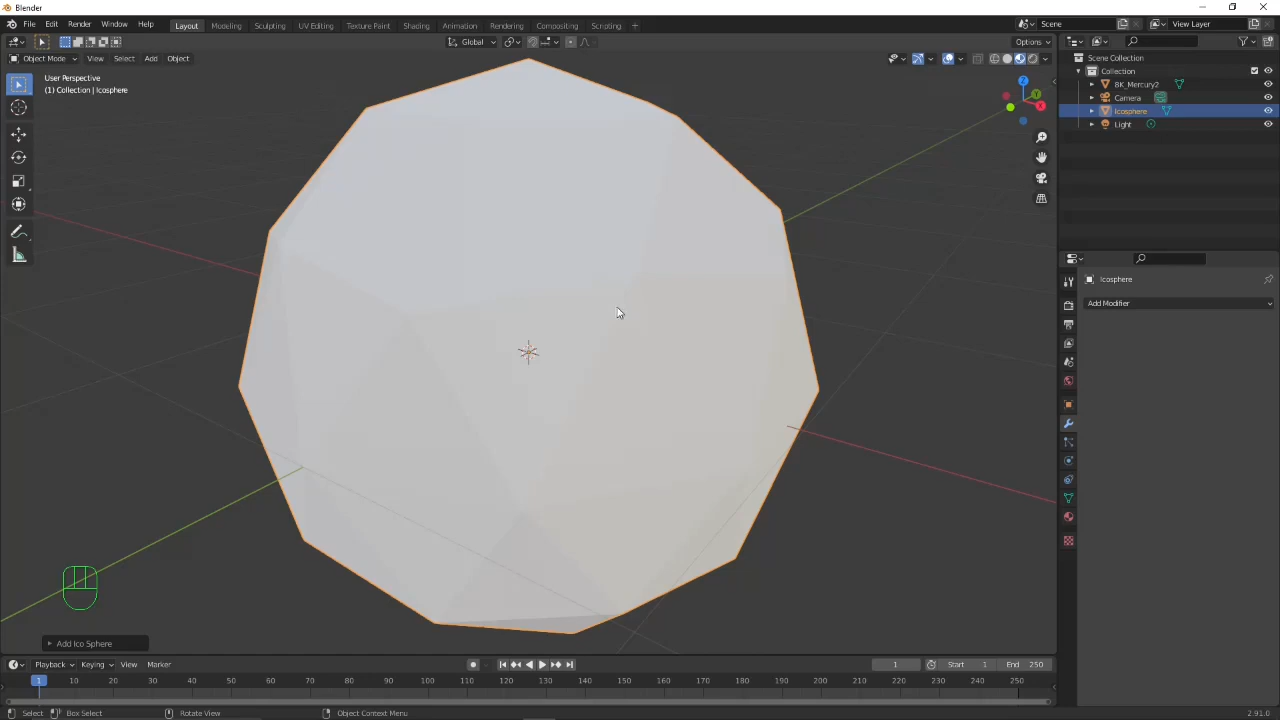 Blender
File Edit Render Window Help Layout Modeling Sculpting UV Editing Texture Paint Shading Animation Rendering Compositing Scripting + Scene View Layer
Global Options
Object Mode View Select Add Object
User Perspective
(1) Collection | Icosphere
Scene Collection
Collection
BK_Mercury2
Camera
Icosphere
Light
Z
Y
X
Icosphere
Add Modifier
Add Ico Sphere
Playback Keying View Marker 1 Start 1 End 250
1 10 20 30 40 50 60 70 80 90 100 110 120 130 140 150 160 170 180 190 200 210 220 230 240 250
Select Box Select Rotate View Object Context Menu 2.91.0